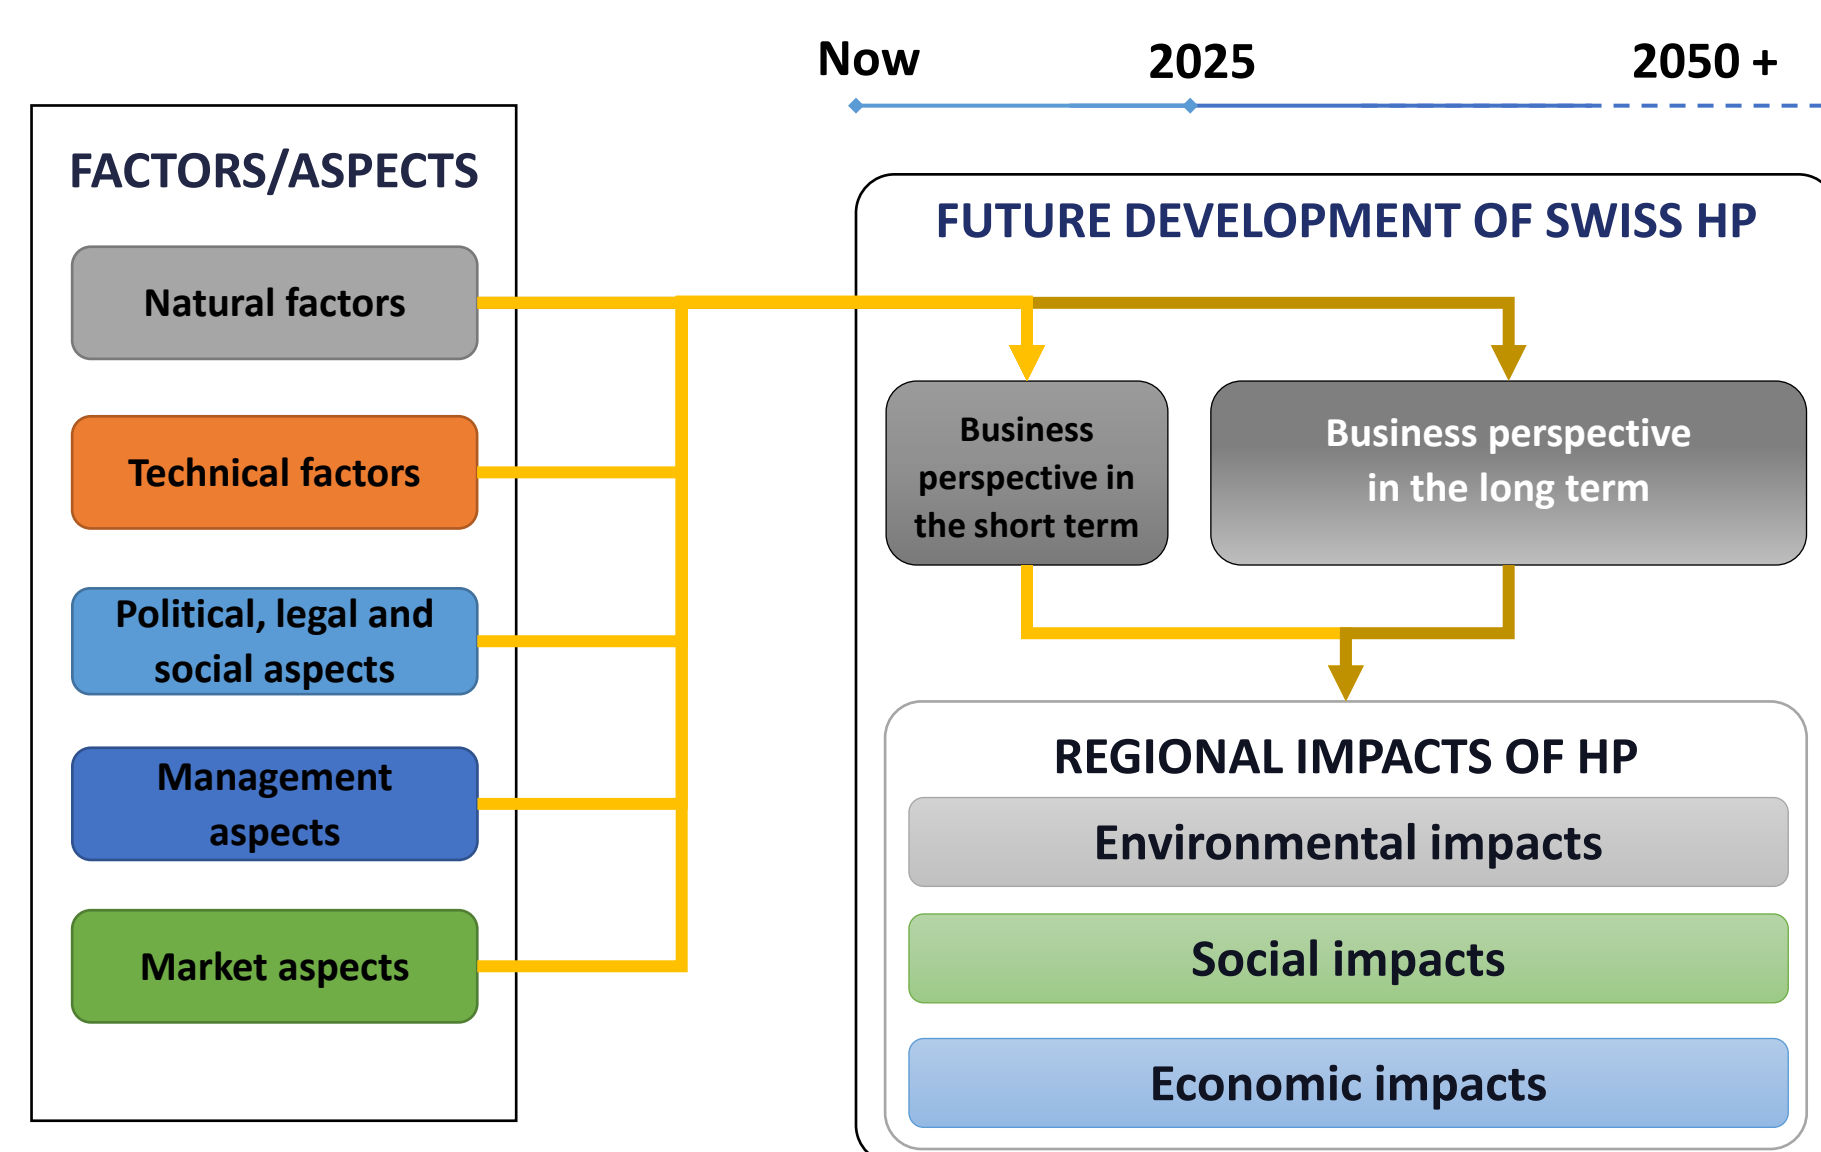 Now 2025 2050 +
FACTORS/ASPECTS
Natural factors
Technical factors
Political, legal and
social aspects
Management
aspects
Market aspects
FUTURE DEVELOPMENT OF SWISS HP
Business
perspective in
the short term
Business perspective
in the long term
REGIONAL IMPACTS OF HP
Environmental impacts
Social impacts
Economic impacts